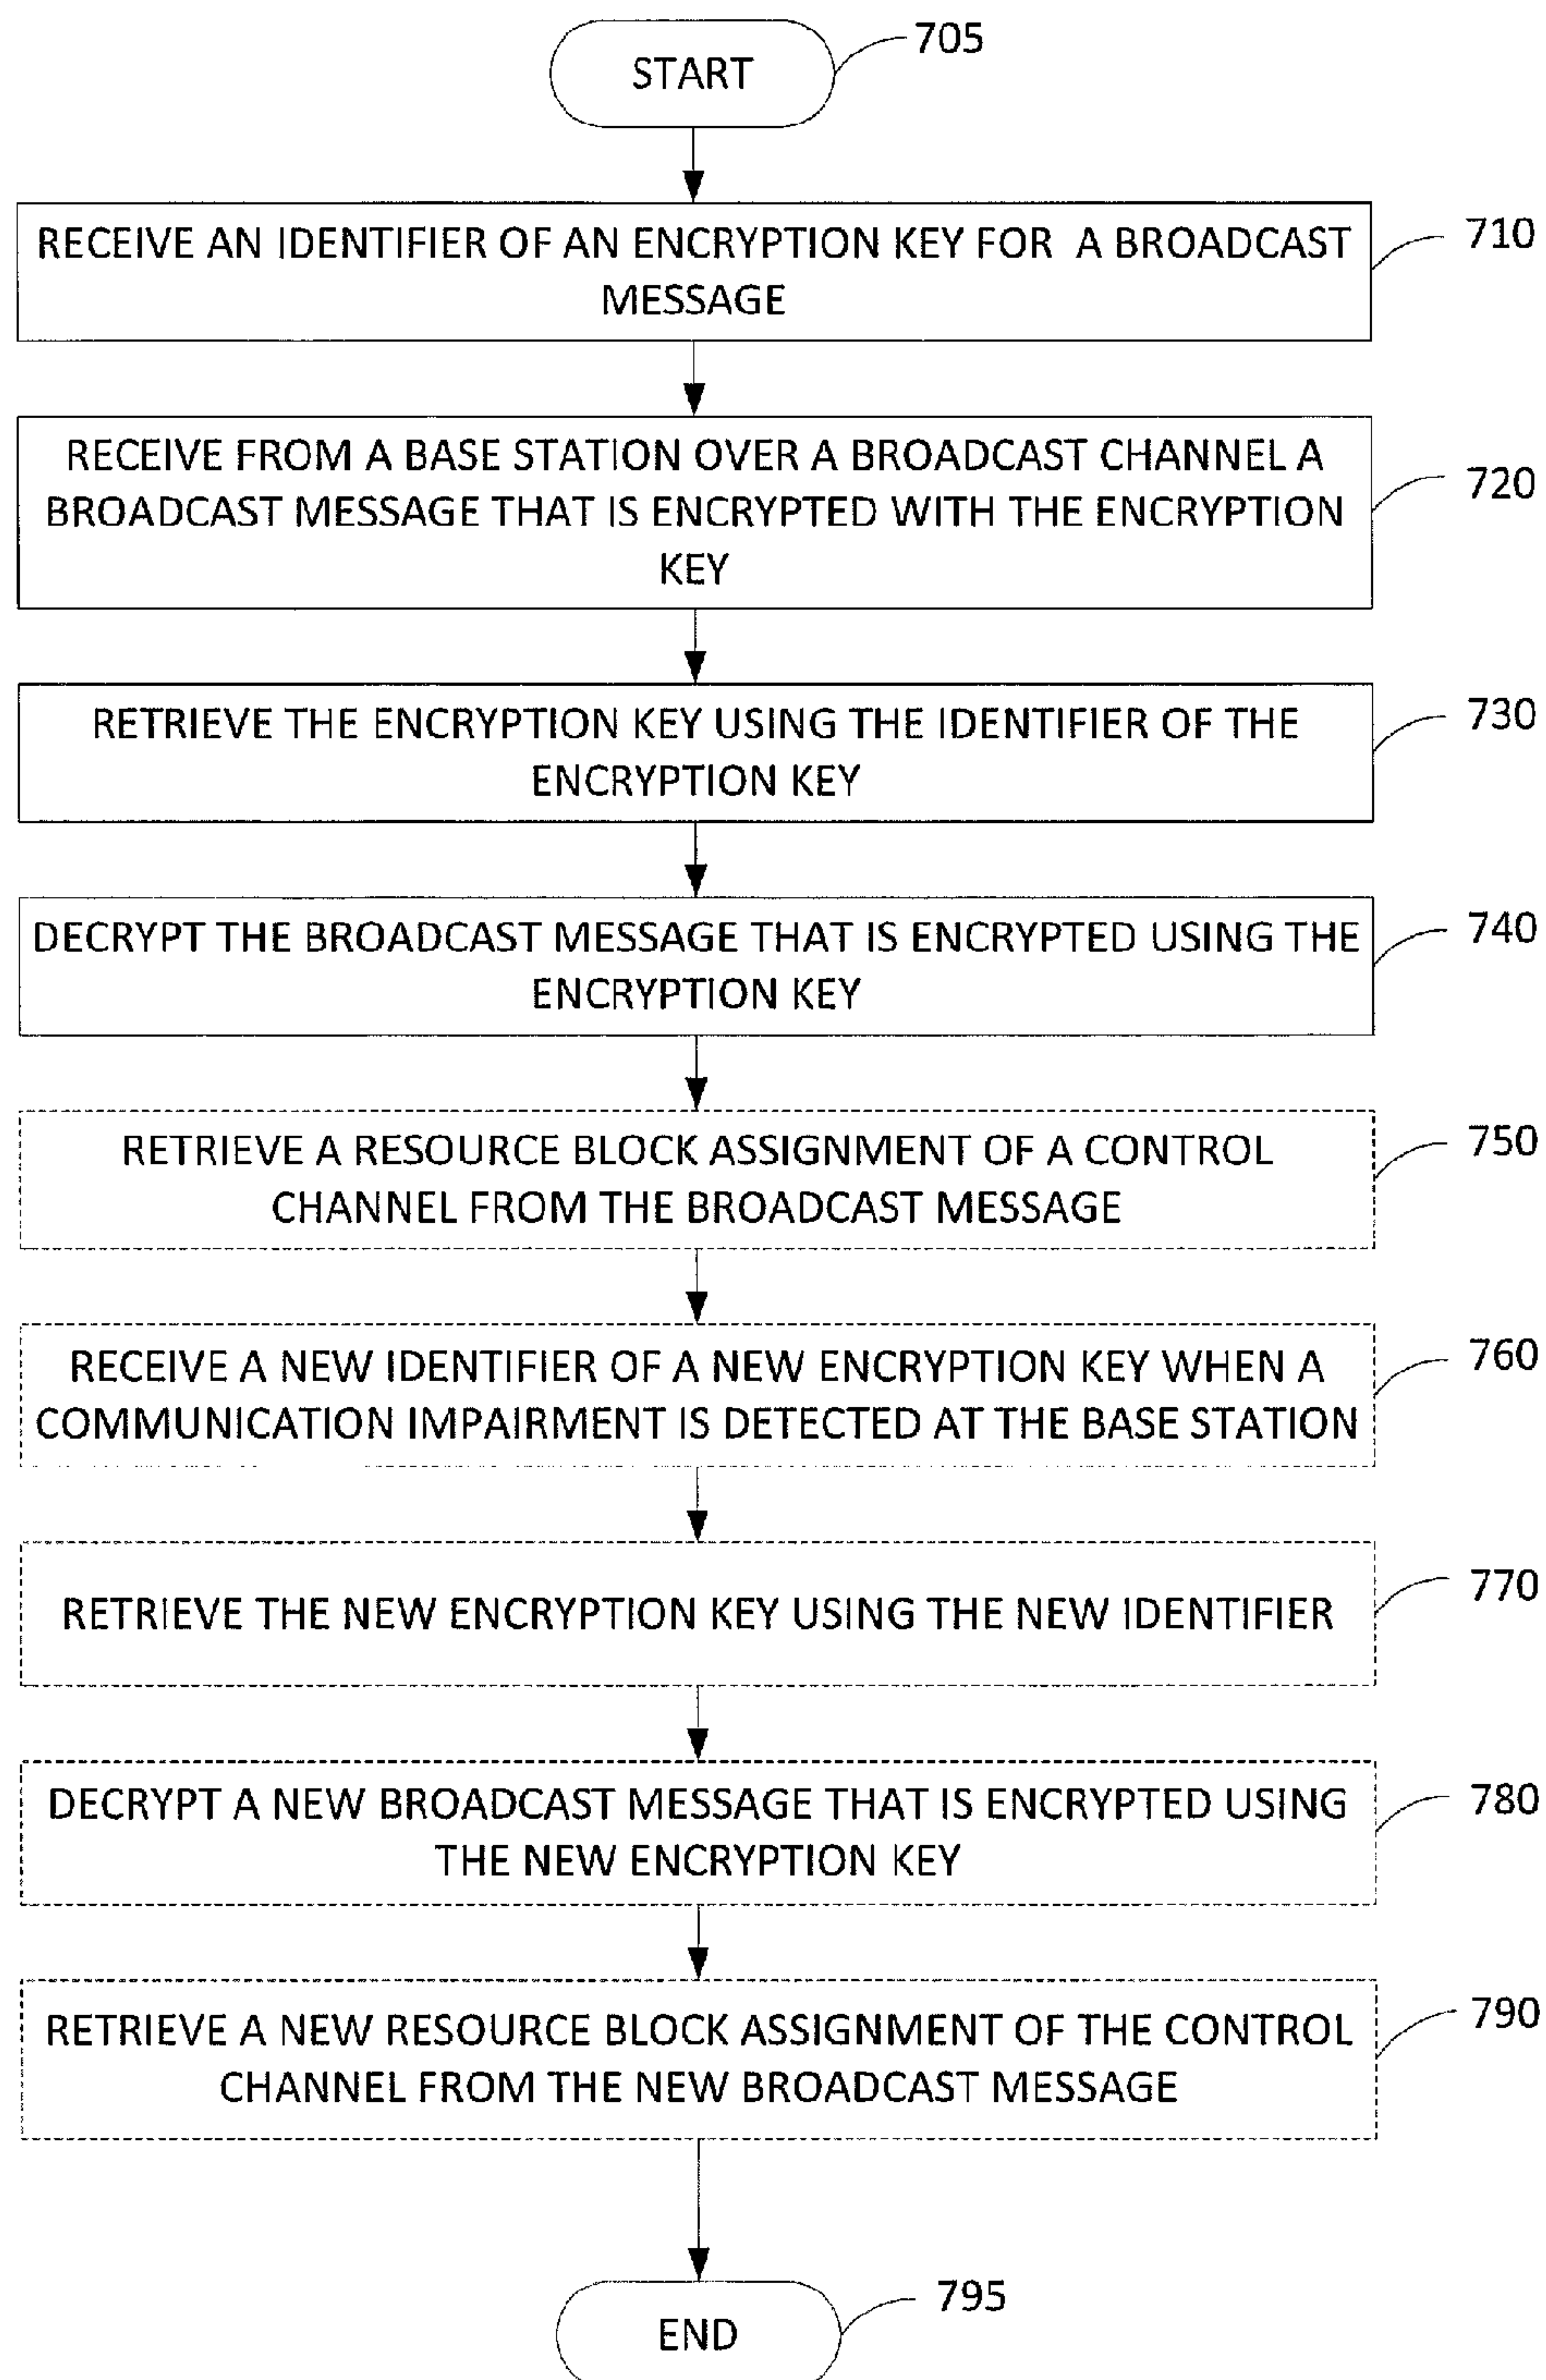 START
705
RECEIVE AN IDENTIFIER OF AN ENCRYPTION KEY FOR A BROADCAST
MESSAGE
710
RECEIVE FROM A BASE STATION OVER A BROADCAST CHANNEL A
BROADCAST MESSAGE THAT IS ENCRYPTED WITH THE ENCRYPTION
KEY
720
RETRIEVE THE ENCRYPTION KEY USING THE IDENTIFIER OF THE
ENCRYPTION KEY
730
DECRYPT THE BROADCAST MESSAGE THAT IS ENCRYPTED USING THE
ENCRYPTION KEY
740
RETRIEVE A RESOURCE BLOCK ASSIGNMENT OF A CONTROL
CHANNEL FROM THE BROADCAST MESSAGE
750
RECEIVE A NEW IDENTIFIER OF A NEW ENCRYPTION KEY WHEN A
COMMUNICATION IMPAIRMENT IS DETECTED AT THE BASE STATION
760
RETRIEVE THE NEW ENCRYPTION KEY USING THE NEW IDENTIFIER
770
DECRYPT A NEW BROADCAST MESSAGE THAT IS ENCRYPTED USING
THE NEW ENCRYPTION KEY
780
RETRIEVE A NEW RESOURCE BLOCK ASSIGNMENT OF THE CONTROL
CHANNEL FROM THE NEW BROADCAST MESSAGE
790
END
795